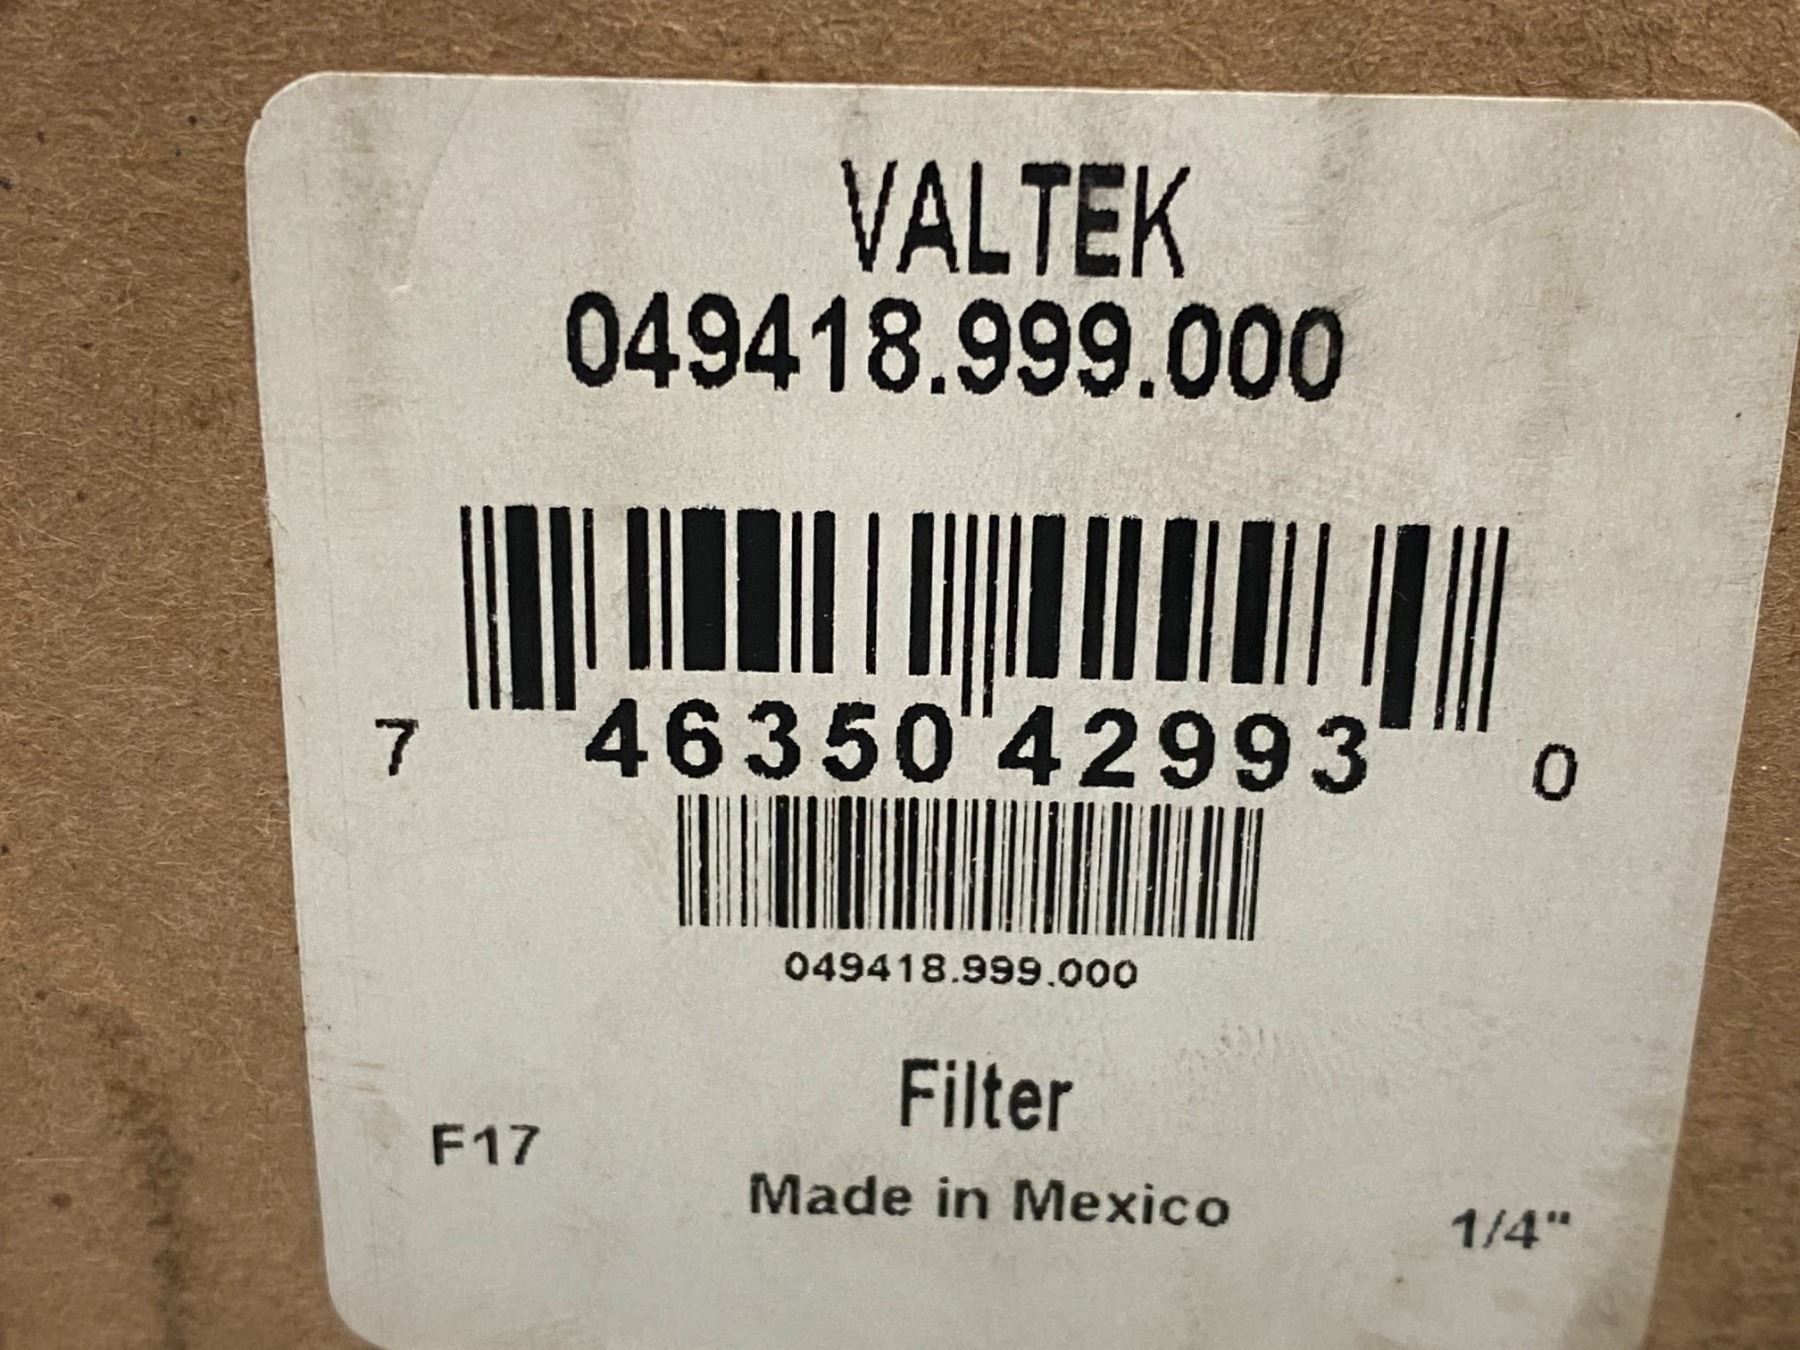 VALTEK
049418.999.000
7 46350 42993 0
049418.999.000
Filter
F17
Made in Mexico
1/4"